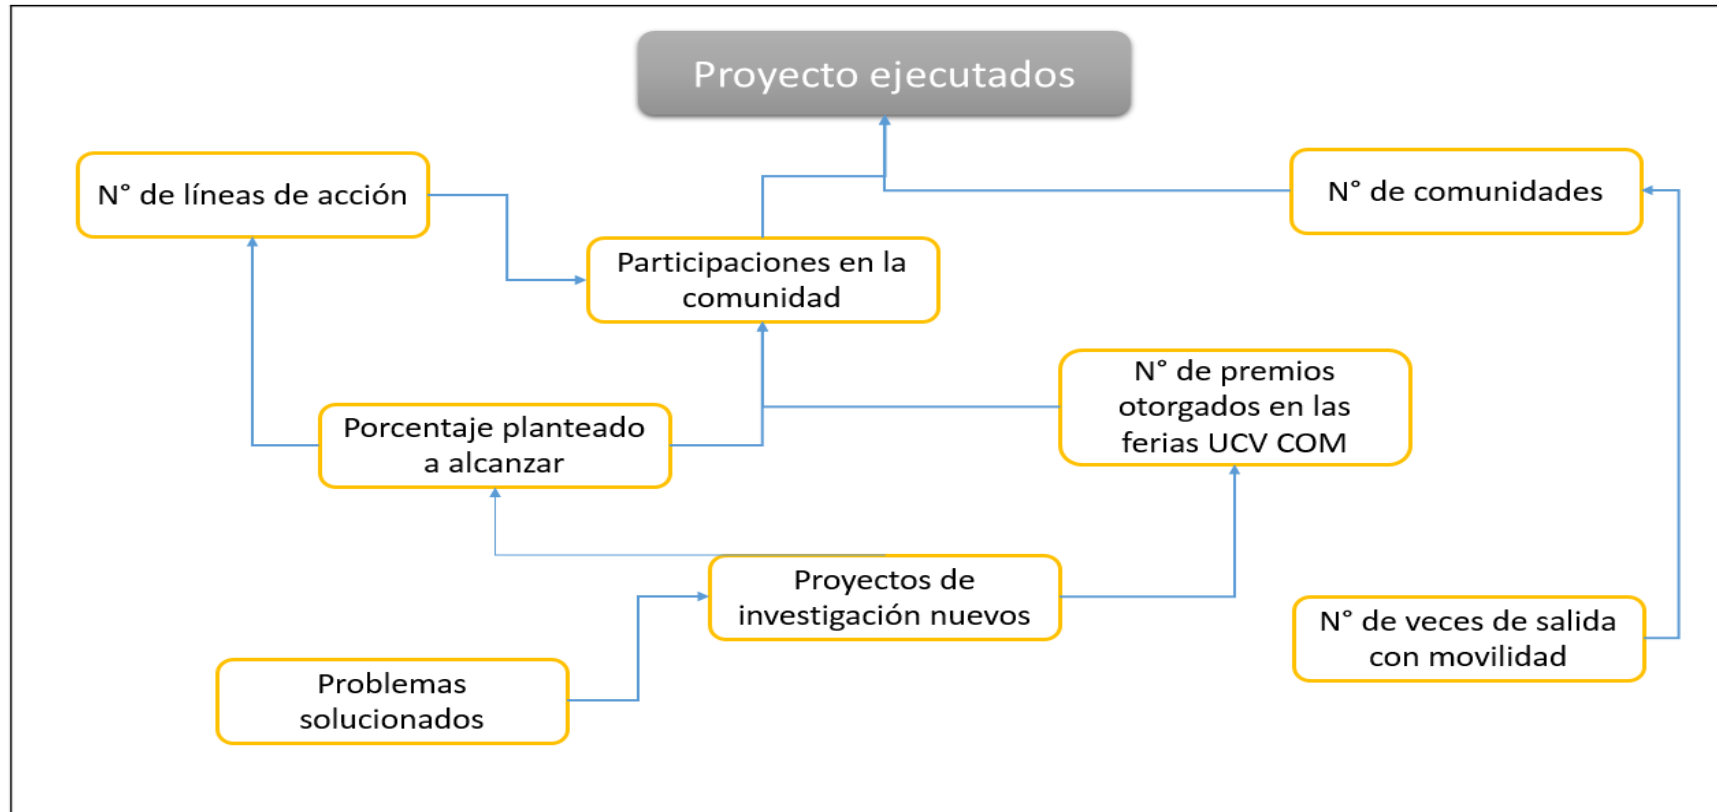 Proyecto ejecutados
N° de líneas de acción
N° de comunidades
Participaciones en la
comunidad
N° de premios
otorgados en las
ferias UCV COM
Porcentaje planteado
a alcanzar
Proyectos de
investigación nuevos
N° de veces de salida
con movilidad
Problemas
solucionados